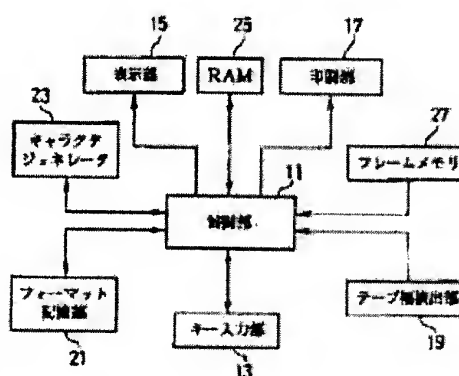 15
25
17
表示部
RAM
印刷部
23
キャラクタ
ジェネレータ
27
フレームメモリ
11
制御部
フォーマット
記憶部
21
キー入力部
13
テープ幅検出部
19